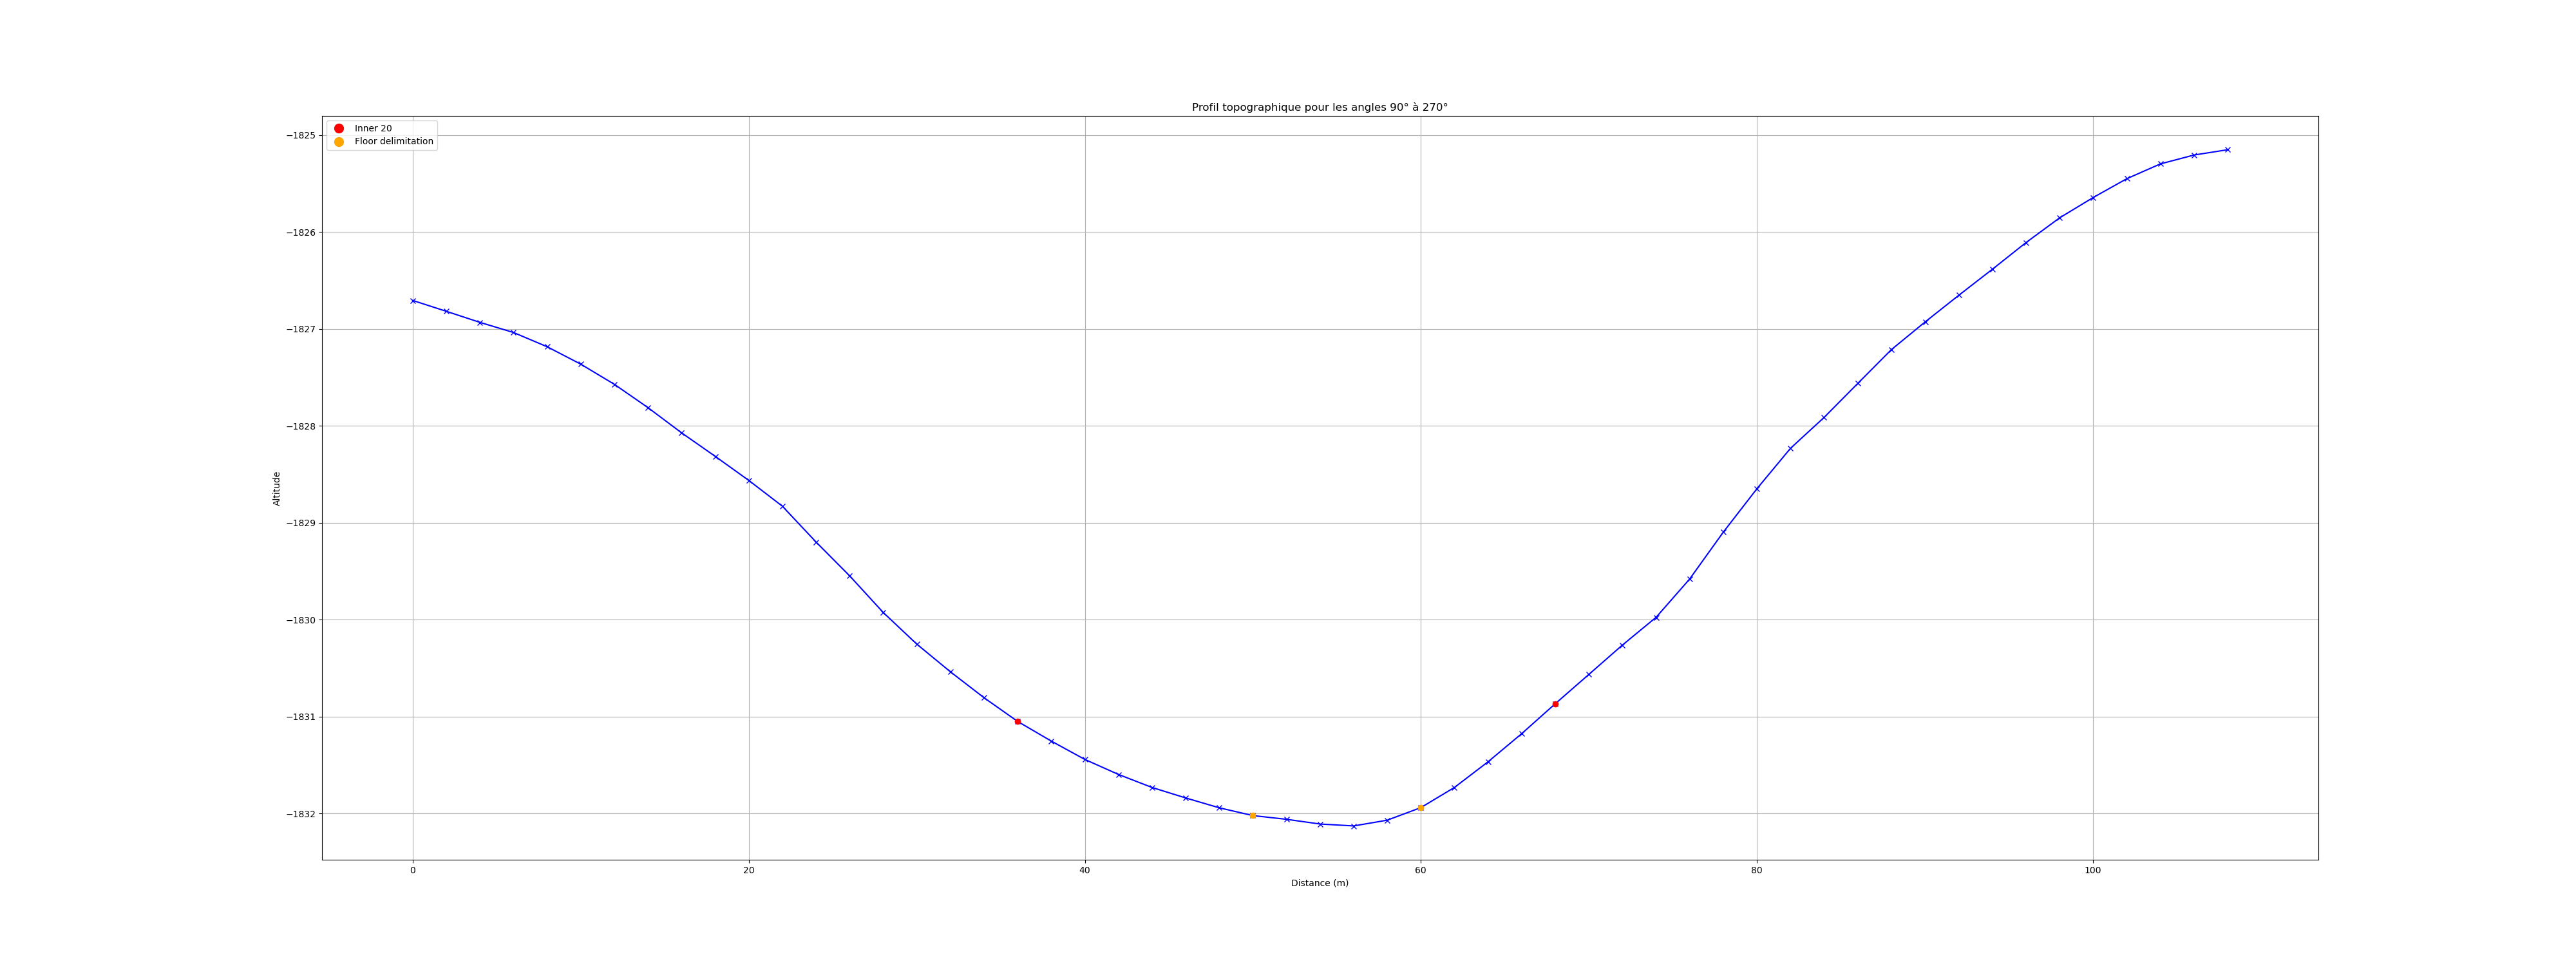 Profil topographique pour les angles 90° à 270°
Inner 20
Floor delimitation
−1825
−1826
−1827
−1828
−1829
−1830
−1831
−1832
Altitude
0 20 40 60 80 100
Distance (m)